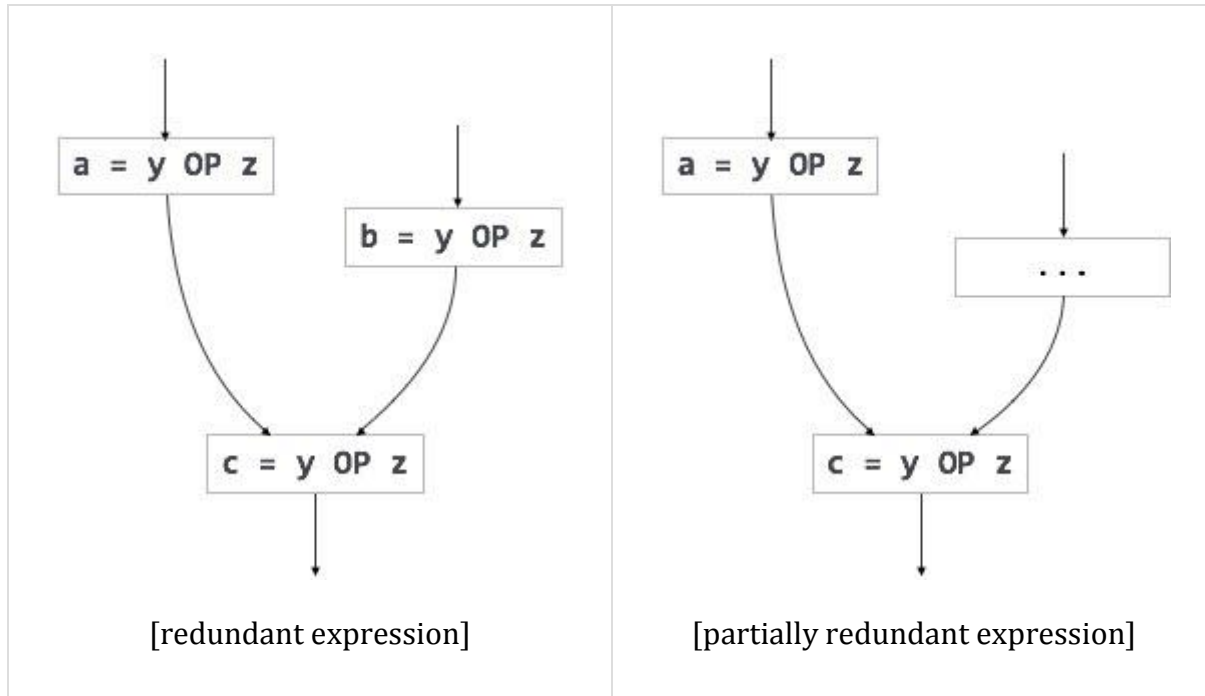 a = y OP z
b = y OP z
c = y OP z
[redundant expression]
a = y OP z
...
c = y OP z
[partially redundant expression]